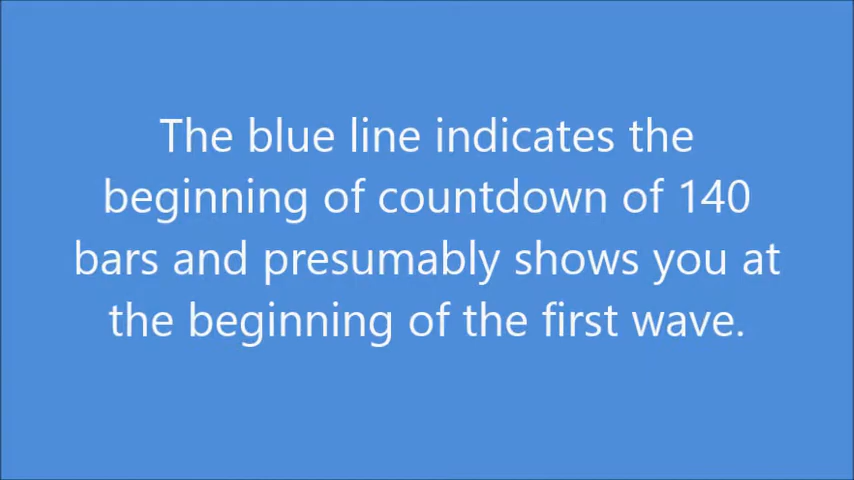 The blue line indicates the
beginning of countdown of 140
bars and presumably shows you at
the beginning of the first wave.